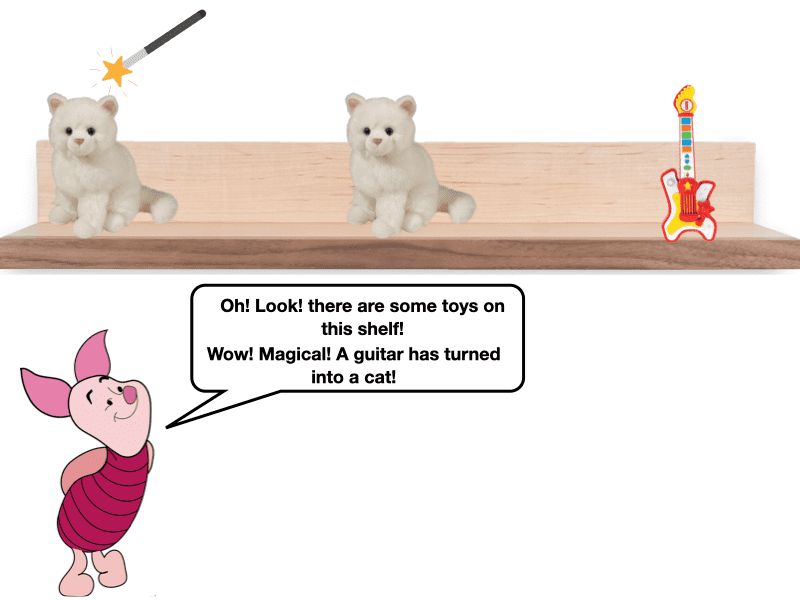 Oh! Look! there are some toys on
this shelf!
Wow! Magical! A guitar has turned
into a cat!